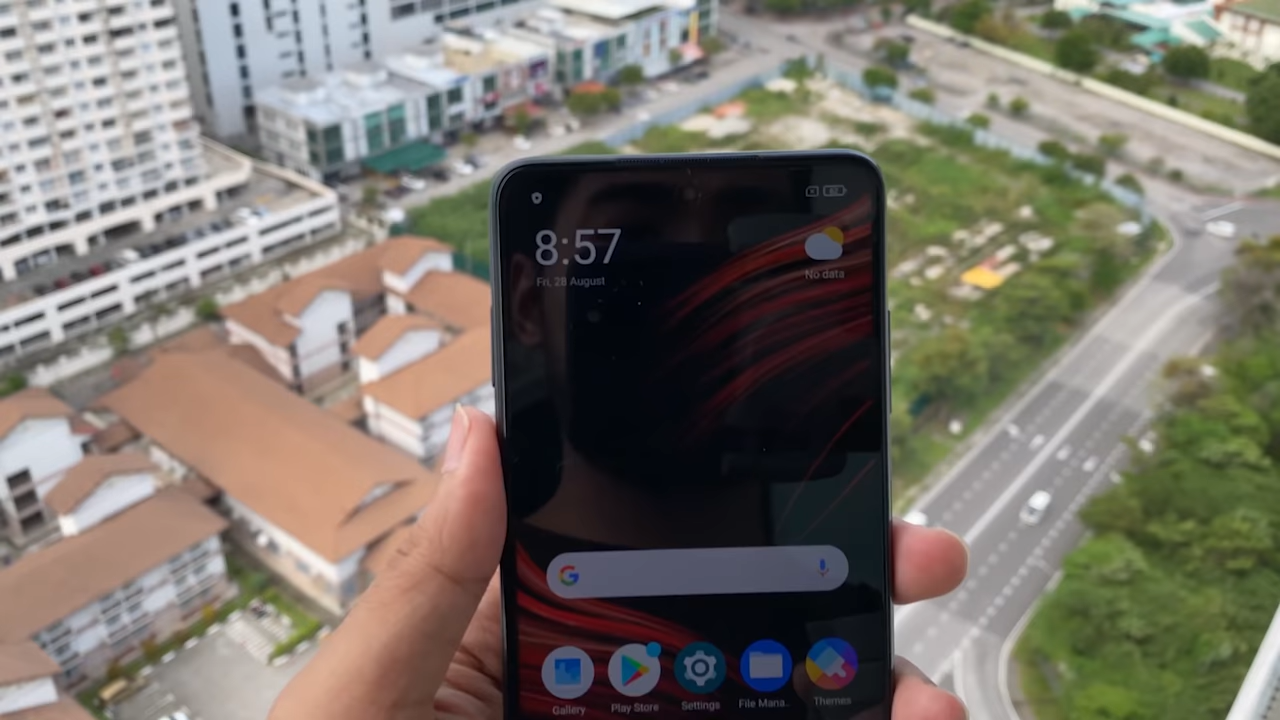 8:57
Fri, 28 August
No data
G
Gallery
Play Store
Settings
File Mana..
Themes